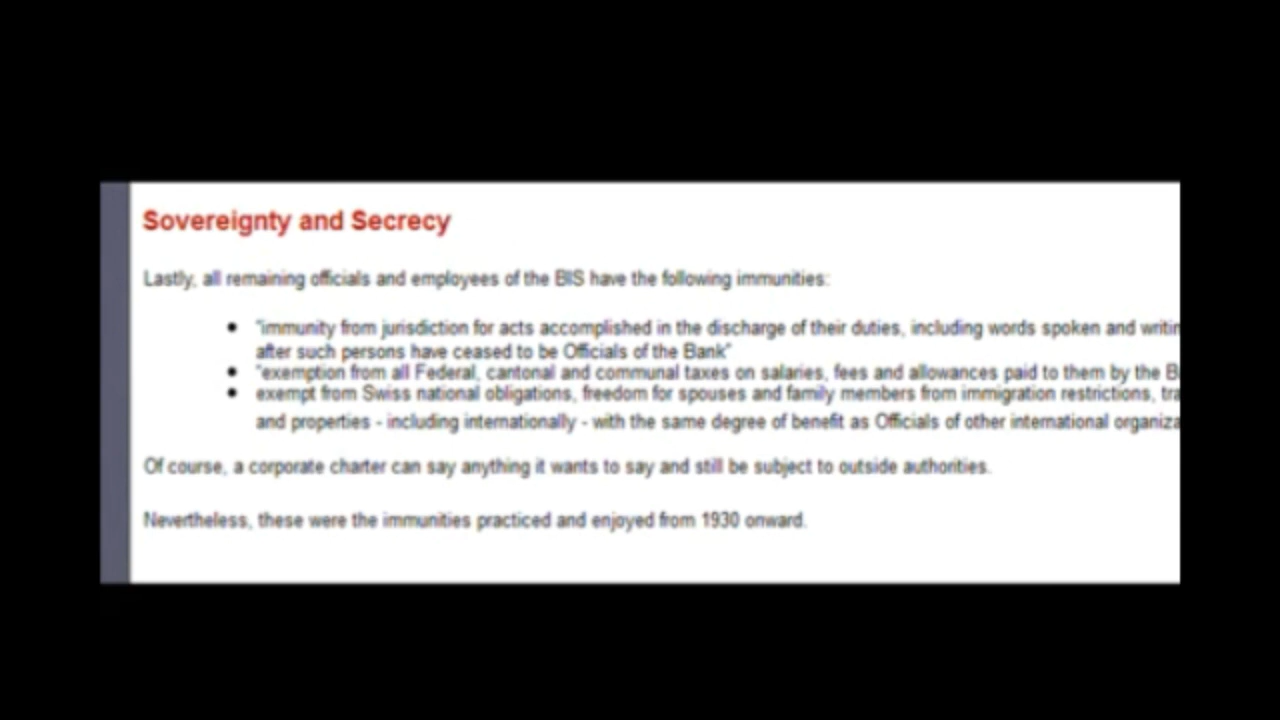 Sovereignty and Secrecy
Lastly, all remaining officials and employees of the BIS have the following immunities:
• "immunity from jurisdiction for acts accomplished in the discharge of their duties, including words spoken and
after such persons have ceased to be Officials of the Bank"
• "exemption from all Federal, cantonal and communal taxes on salaries, fees and allowances paid to them by the
• exempt from Swiss national obligations, freedom for spouses and family members from immigration restrictions,
and properties - including internationally - with the same degree of benefit as Officials of other international
Of course, a corporate charter can say anything it wants to say and still be subject to outside authorities.
Nevertheless, these were the immunities practiced and enjoyed from 1930 onward.